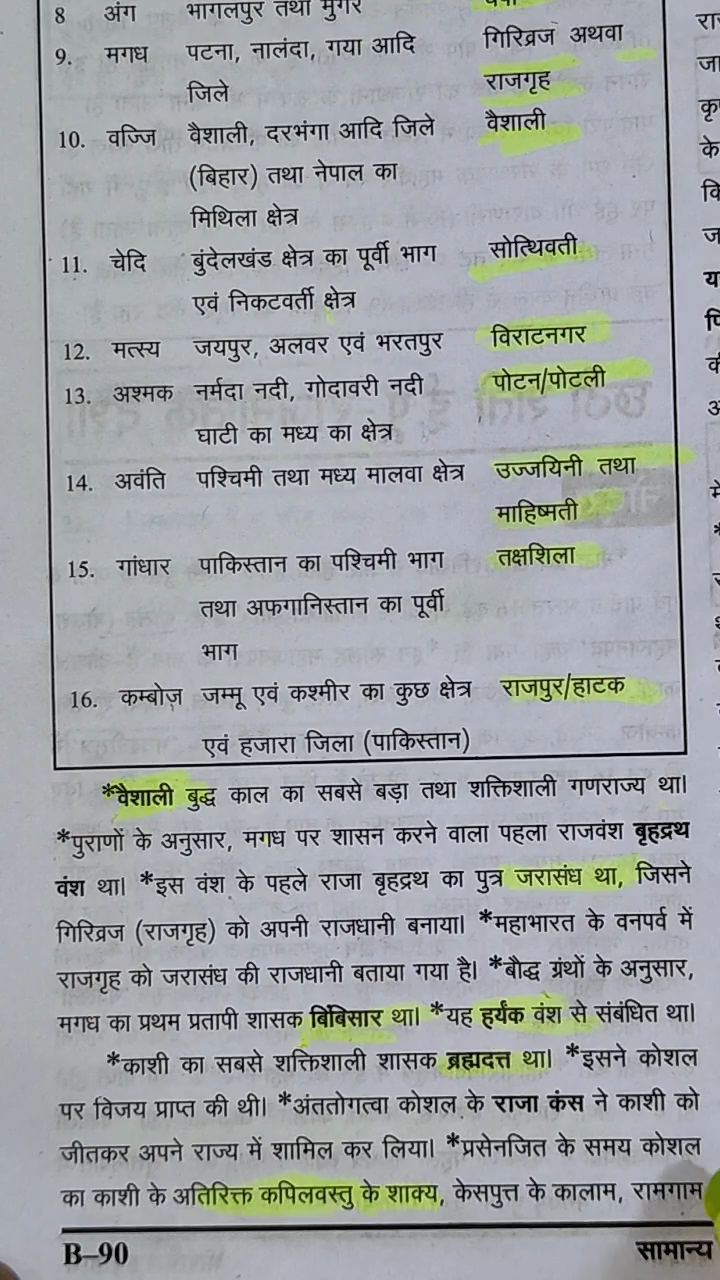 8 अंग भागलपुर तथा मुंगेर
9. मगध पटना, नालंदा, गया आदि गिरिव्रज अथवा
जिले राजगृह
10. वज्जि वैशाली, दरभंगा आदि जिले वैशाली
(बिहार) तथा नेपाल का
मिथिला क्षेत्र
11. चेदि बुंदेलखंड क्षेत्र का पूर्वी भाग सोत्थिवती
एवं निकटवर्ती क्षेत्र
12. मत्स्य जयपुर, अलवर एवं भरतपुर विराटनगर
13. अश्मक नर्मदा नदी, गोदावरी नदी पोटन/पोटली
घाटी का मध्य का क्षेत्र
14. अवंति पश्चिमी तथा मध्य मालवा क्षेत्र उज्जयिनी तथा
माहिष्मती
15. गांधार पाकिस्तान का पश्चिमी भाग तक्षशिला
तथा अफगानिस्तान का पूर्वी
भाग
16. कम्बोज़ जम्मू एवं कश्मीर का कुछ क्षेत्र राजपुर/हाटक
एवं हजारा जिला (पाकिस्तान)
*वैशाली बुद्ध काल का सबसे बड़ा तथा शक्तिशाली गणराज्य था।
*पुराणों के अनुसार, मगध पर शासन करने वाला पहला राजवंश बृहद्रथ
वंश था। *इस वंश के पहले राजा बृहद्रथ का पुत्र जरासंध था, जिसने
गिरिव्रज (राजगृह) को अपनी राजधानी बनाया। *महाभारत के वनपर्व में
राजगृह को जरासंध की राजधानी बताया गया है। *बौद्ध ग्रंथों के अनुसार,
मगध का प्रथम प्रतापी शासक बिंबिसार था। *यह हर्यंक वंश से संबंधित था।
*काशी का सबसे शक्तिशाली शासक ब्रह्मदत्त था। *इसने कोशल
पर विजय प्राप्त की थी। *अंततोगत्वा कोशल के राजा कंस ने काशी को
जीतकर अपने राज्य में शामिल कर लिया। *प्रसेनजित के समय कोशल
का काशी के अतिरिक्त कपिलवस्तु के शाक्य, केसपुत्त के कालाम, रामगाम
B–90 सामान्य